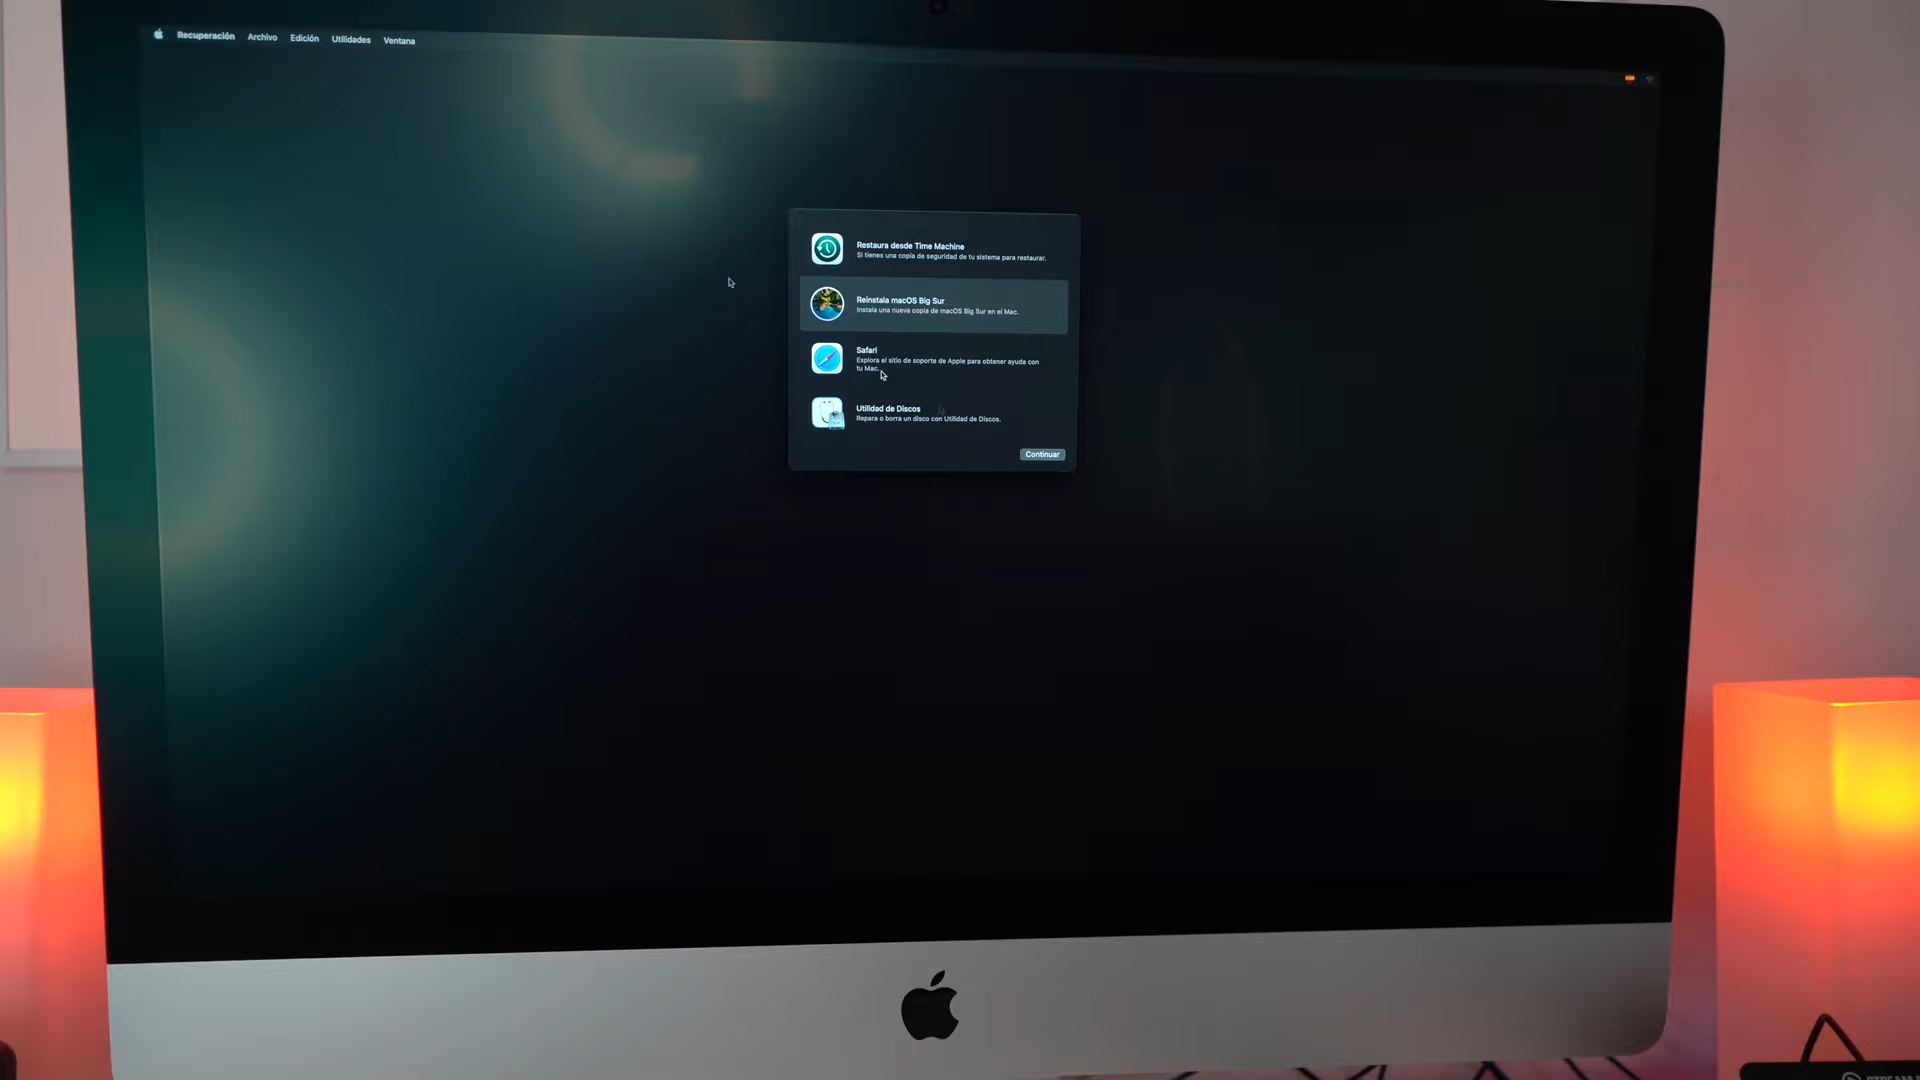 Recuperación Archivo Edición Utilidades Ventana
Restaura desde Time Machine
Si tienes una copia de seguridad de tu sistema para restaurar.
Reinstala macOS Big Sur
Instala una nueva copia de macOS Big Sur en el Mac.
Safari
Explora el sitio de soporte de Apple para obtener ayuda con
tu Mac.
Utilidad de Discos
Repara o borra un disco con Utilidad de Discos.
Continuar